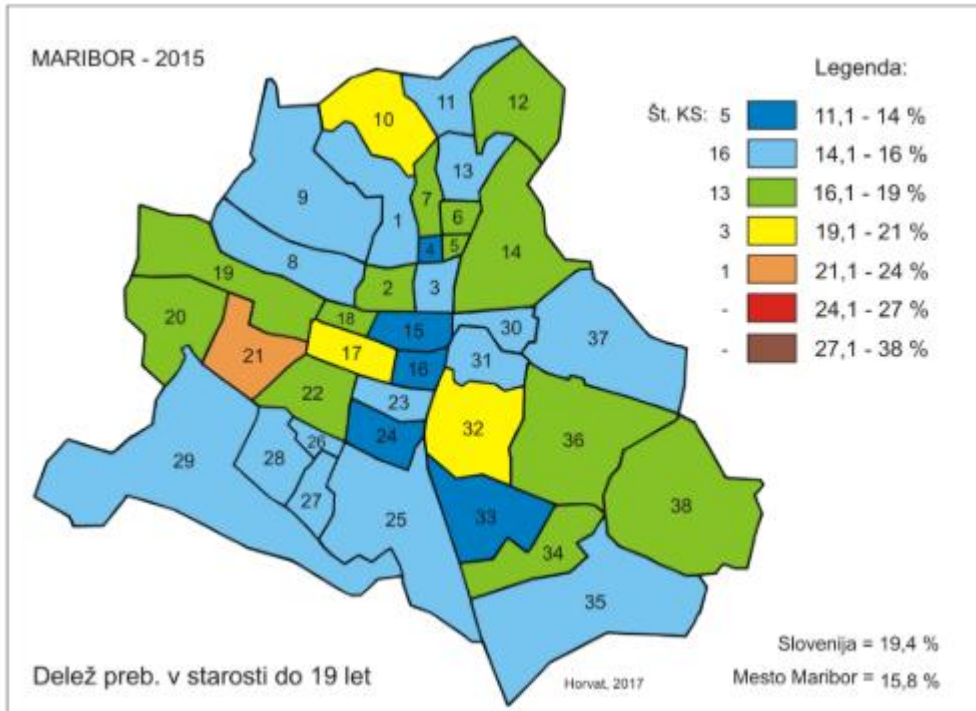 MARIBOR - 2015
Legenda:
Št. KS: 5 11,1 - 14 %
16 14,1 - 16 %
13 16,1 - 19 %
3 19,1 - 21 %
1 21,1 - 24 %
- 24,1 - 27 %
- 27,1 - 38 %
11
12
10
13
9
7
6
1
4
5
14
8
19
2
3
20
18
15
30
37
21
17
16
31
22
23
32
24
26
36
29
28
27
25
33
38
34
35
Slovenija = 19,4 %
Mesto Maribor = 15,8 %
Delež preb. v starosti do 19 let
Horvat, 2017